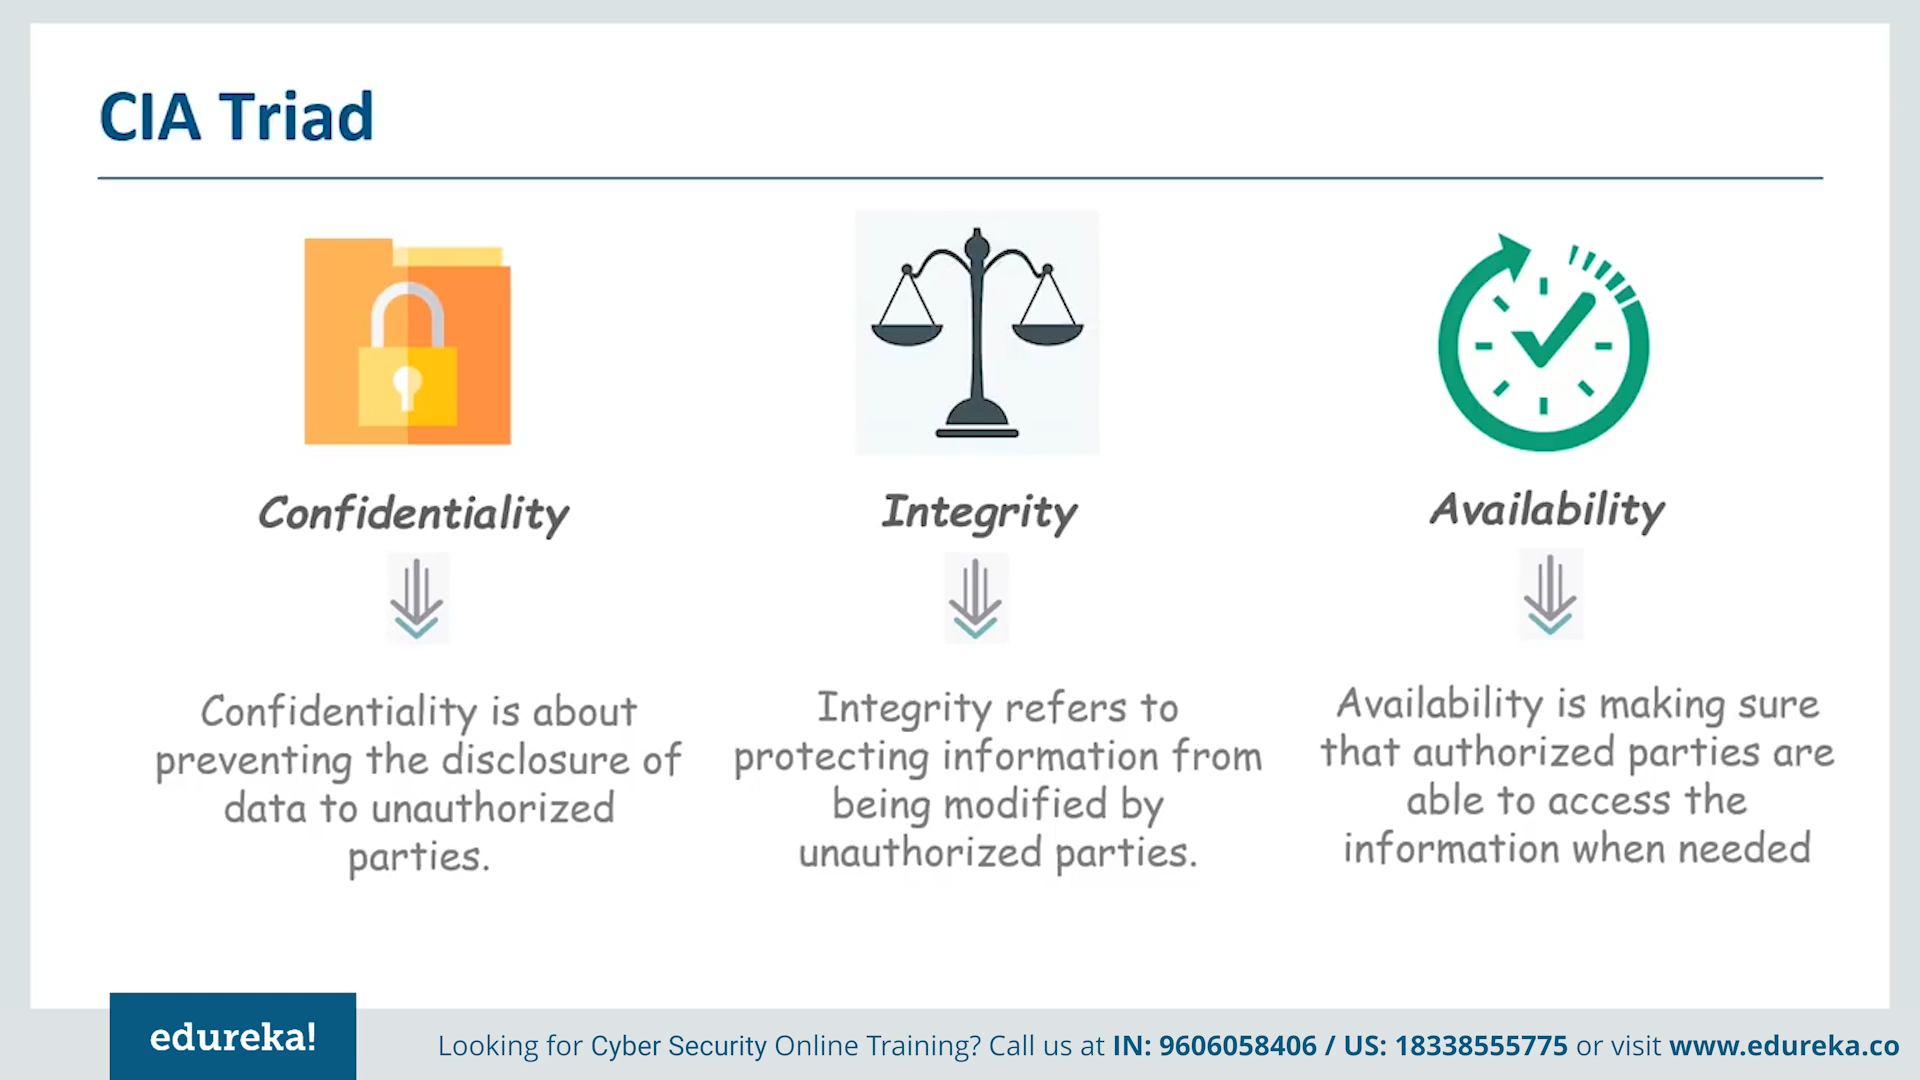 CIA Triad
Confidentiality
Confidentiality is about
preventing the disclosure of
data to unauthorized
parties.
Integrity
Integrity refers to
protecting information from
being modified by
unauthorized parties.
Availability
Availability is making sure
that authorized parties are
able to access the
information when needed
edureka!
Looking for Cyber Security Online Training? Call us at IN: 9606058406 / US: 18338555775 or visit www.edureka.co